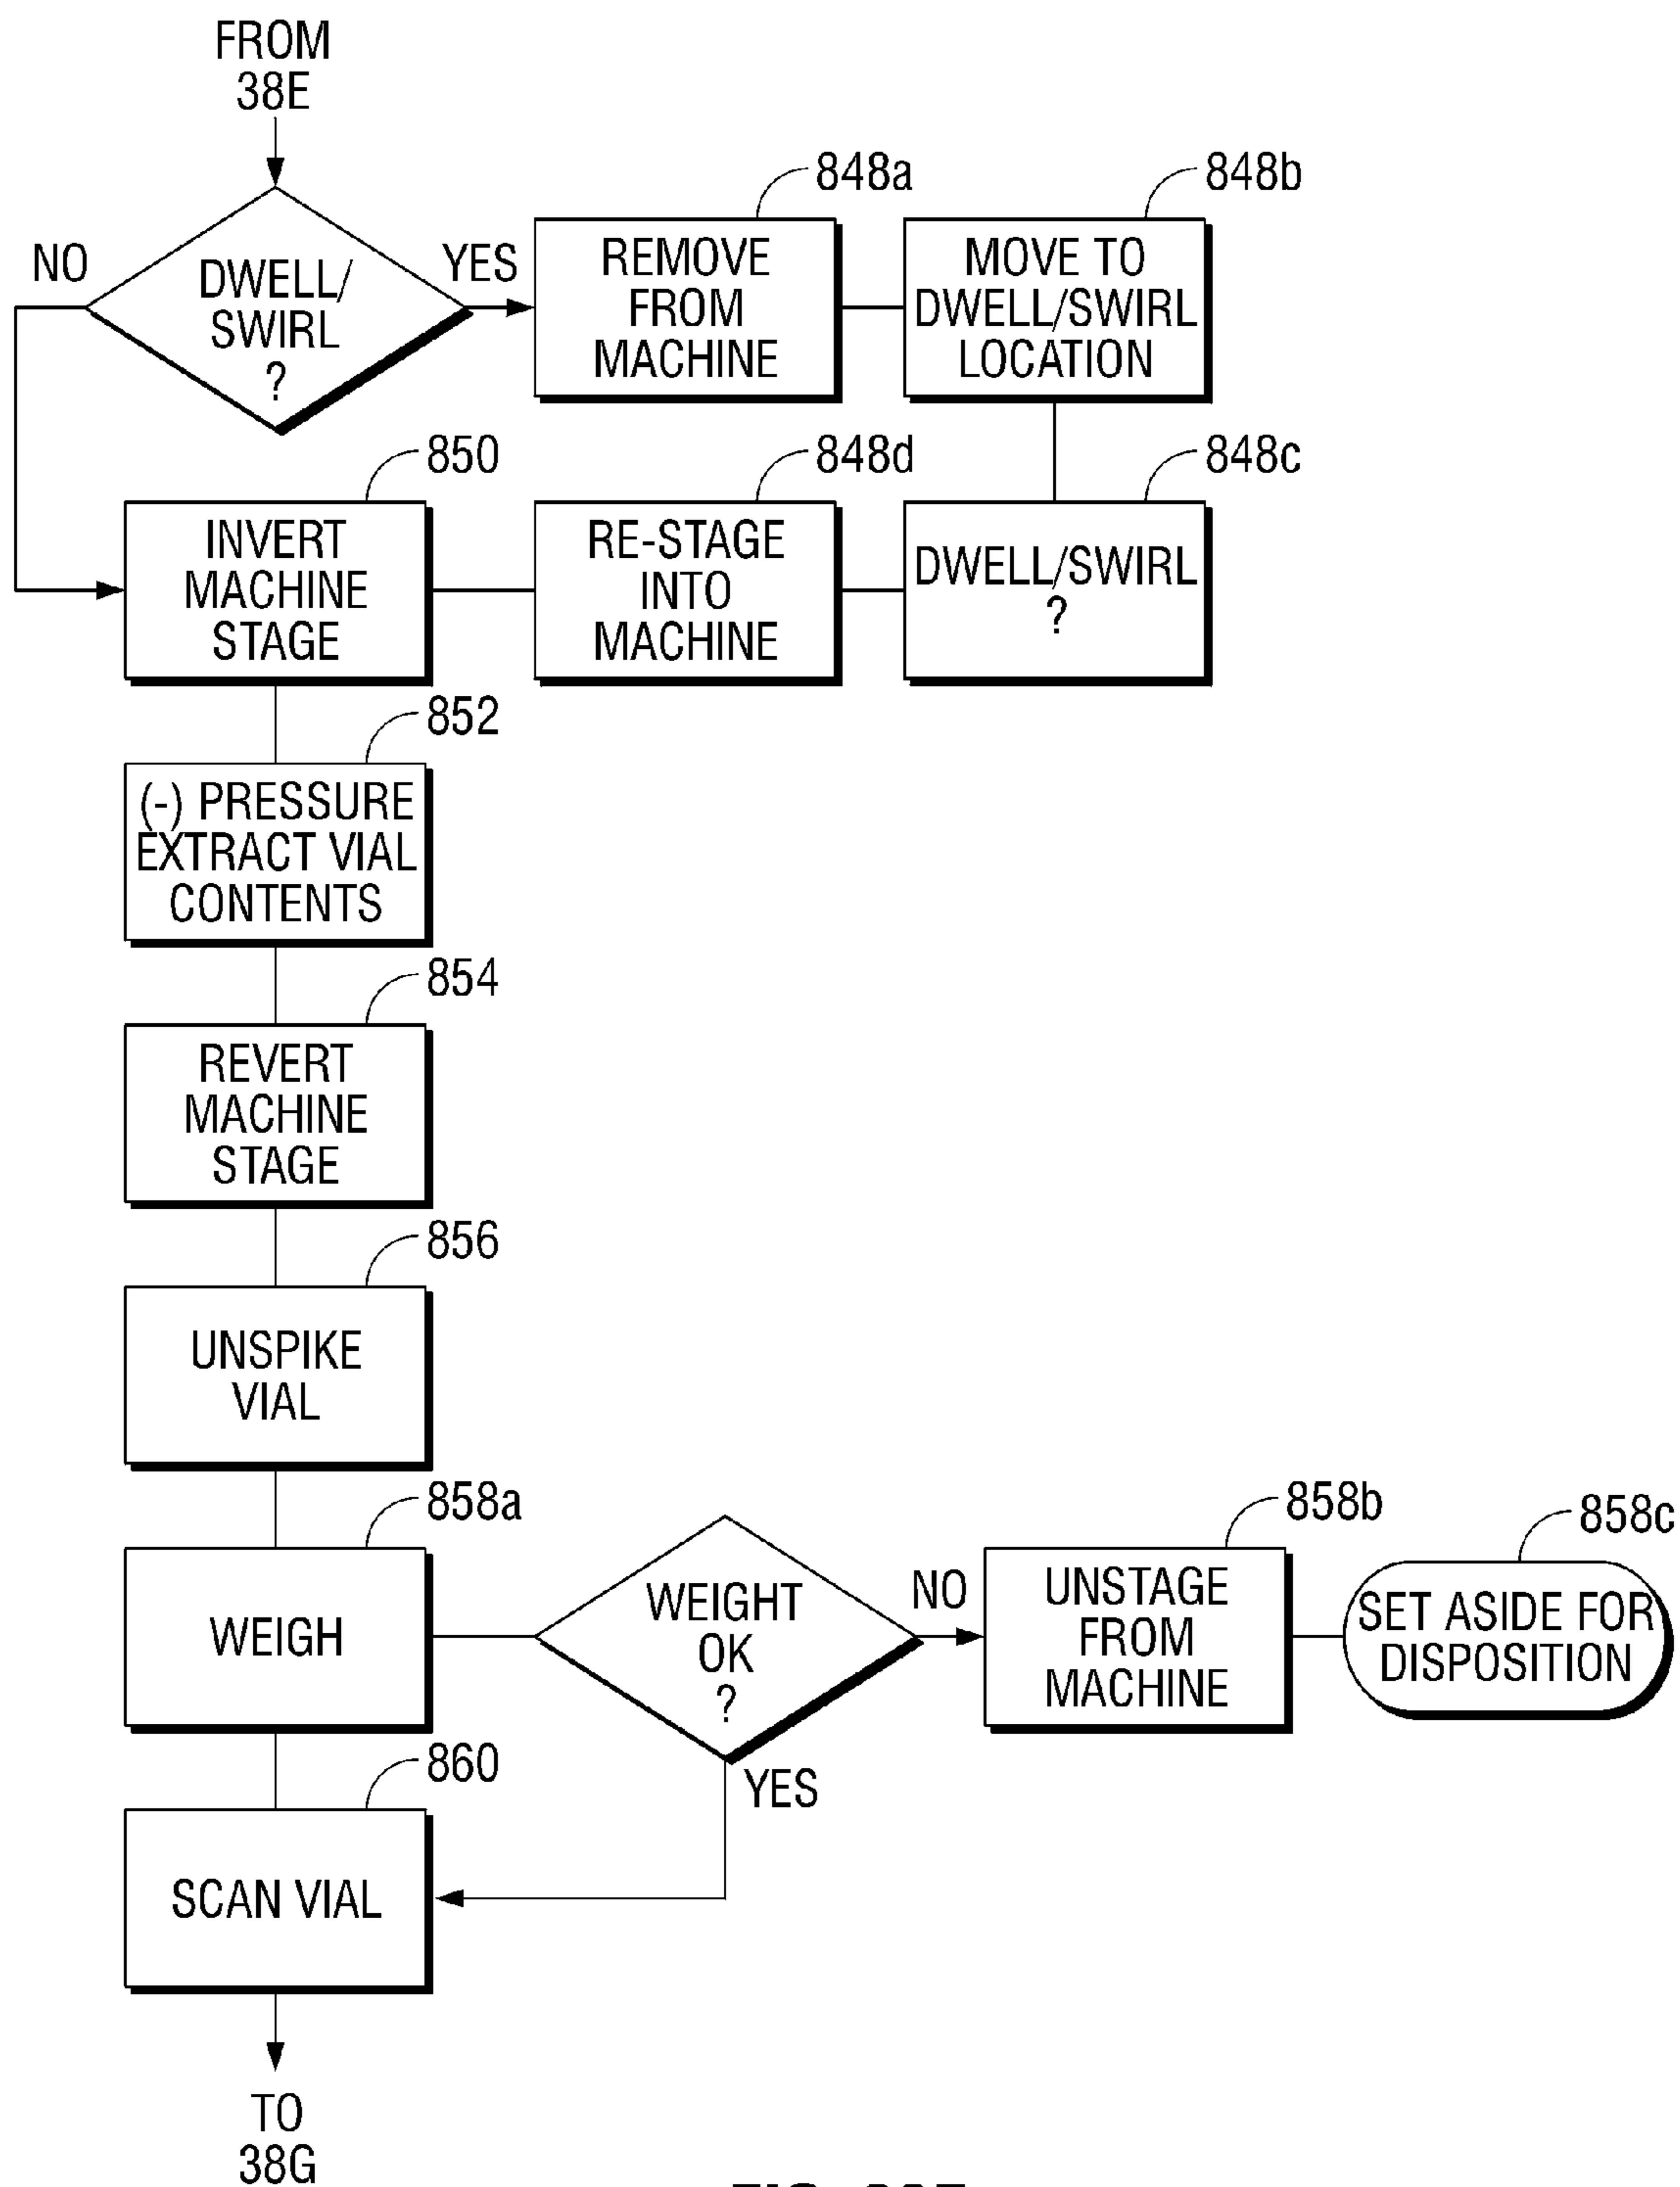 FROM
38E
NO
DWELL/
SWIRL
?
YES
848a
REMOVE
FROM
MACHINE
848b
MOVE TO
DWELL/SWIRL
LOCATION
850
INVERT
MACHINE
STAGE
848d
RE-STAGE
INTO
MACHINE
848c
DWELL/SWIRL
?
852
(-) PRESSURE
EXTRACT VIAL
CONTENTS
854
REVERT
MACHINE
STAGE
856
UNSPIKE
VIAL
858a
WEIGH
WEIGHT
OK
?
NO
YES
858b
UNSTAGE
FROM
MACHINE
858c
SET ASIDE FOR
DISPOSITION
860
SCAN VIAL
TO
38G